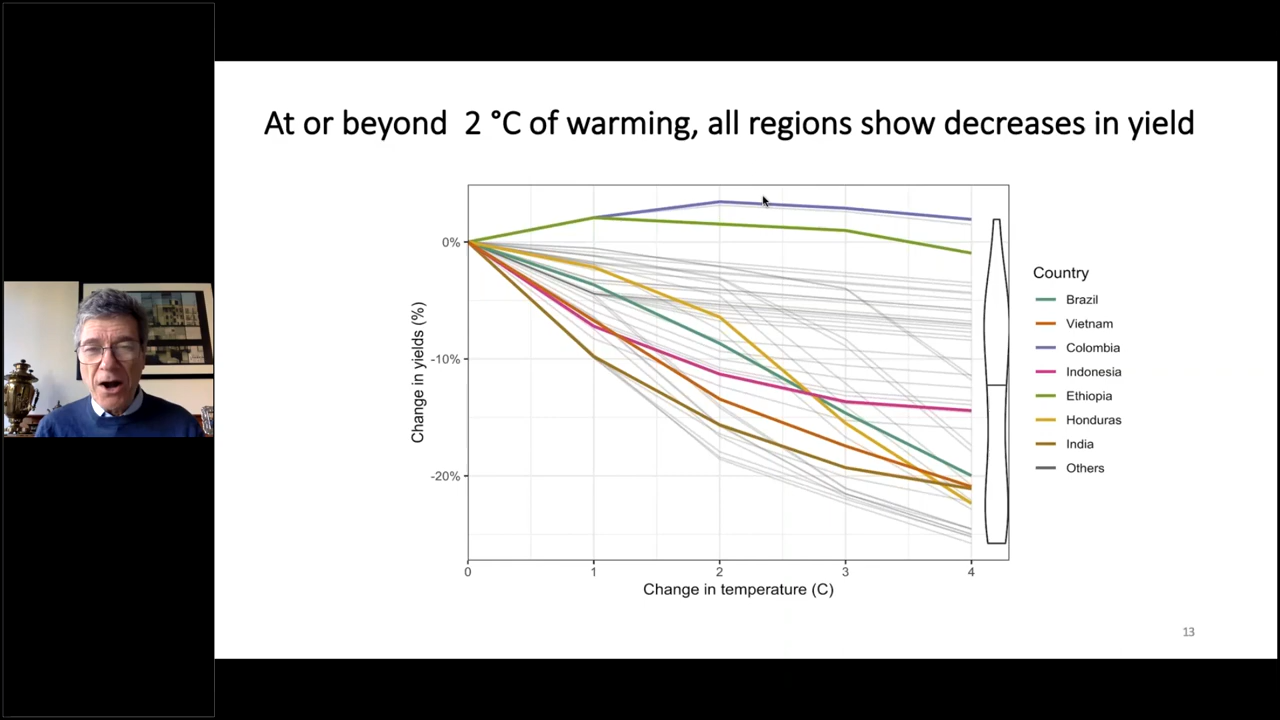 At or beyond 2 °C of warming, all regions show decreases in yield
Change in yields (%)
0%
-10%
-20%
0 1 2 3 4
Change in temperature (C)
Country
Brazil
Vietnam
Colombia
Indonesia
Ethiopia
Honduras
India
Others
13